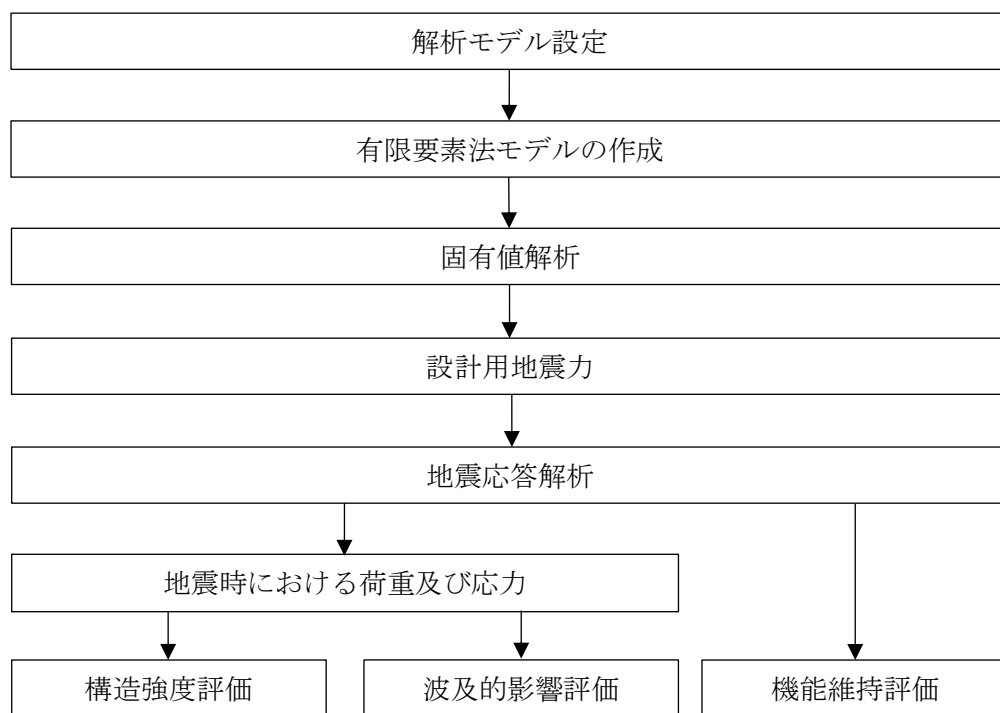 解析モデル設定
有限要素法モデルの作成
固有値解析
設計用地震力
地震応答解析
地震時における荷重及び応力
構造強度評価
波及的影響評価
機能維持評価